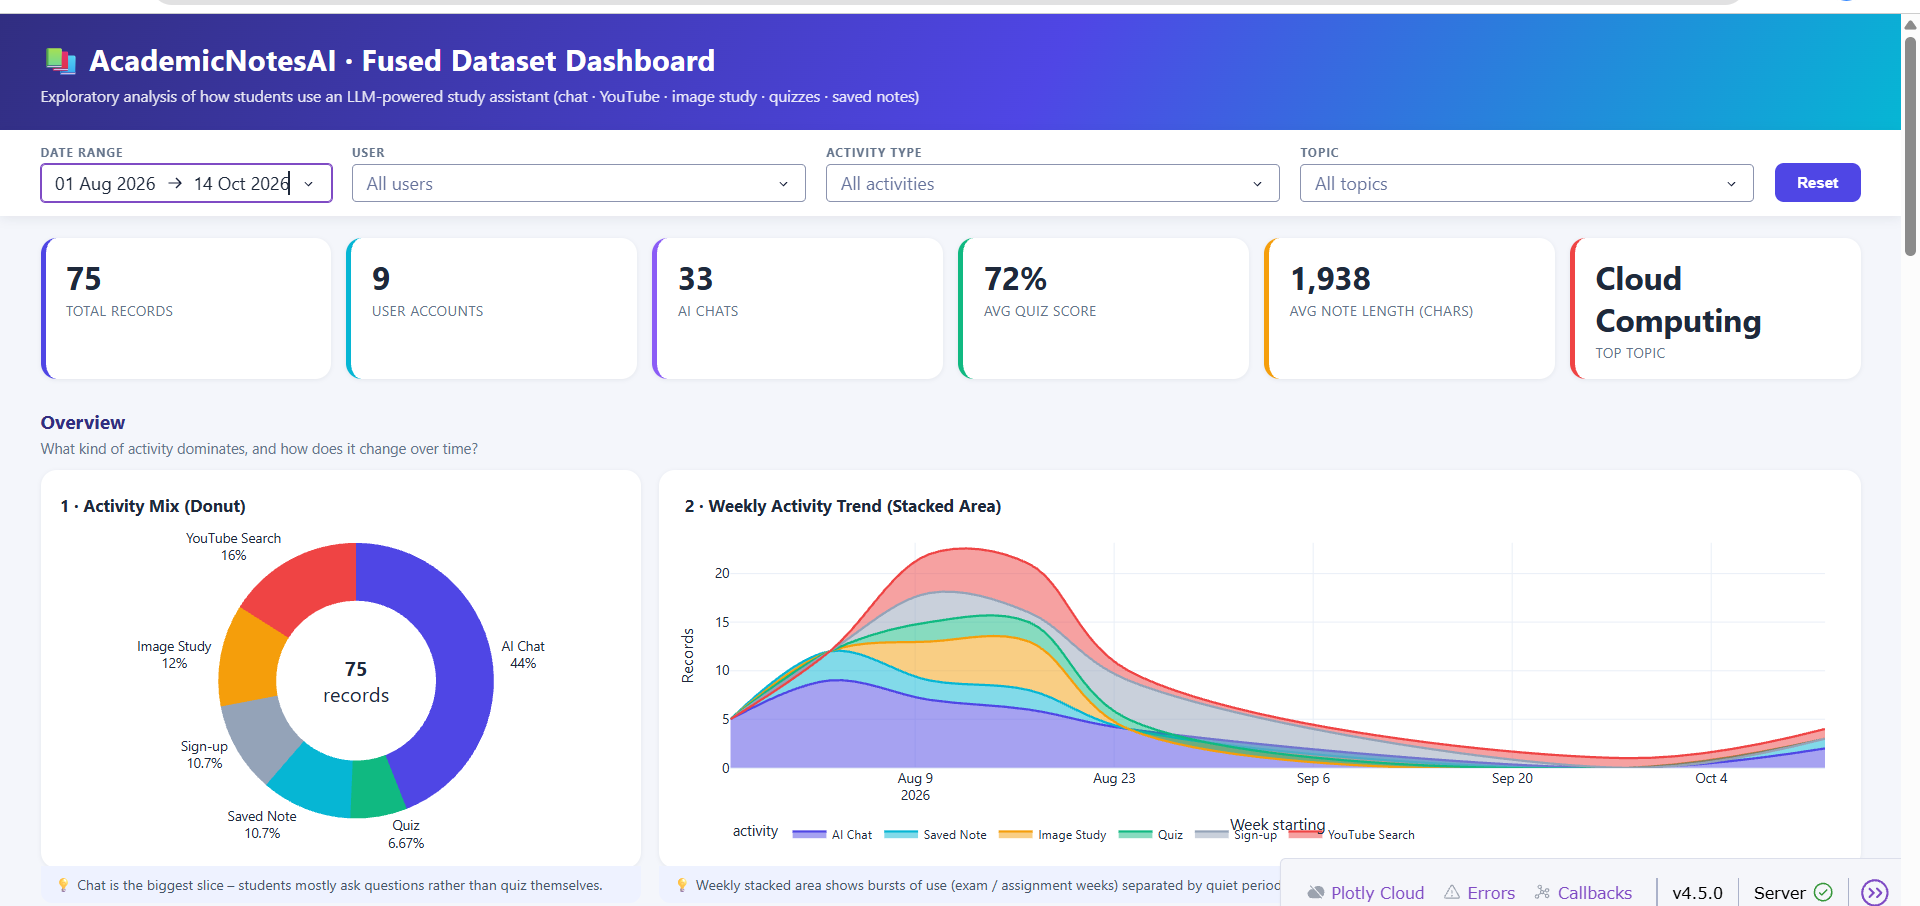 AcademicNotesAI · Fused Dataset Dashboard
Exploratory analysis of how students use an LLM-powered study assistant (chat · YouTube · image study · quizzes · saved notes)
DATE RANGE
01 Aug 2026 → 14 Oct 2026
USER
All users
ACTIVITY TYPE
All activities
TOPIC
All topics
Reset
75
TOTAL RECORDS
9
USER ACCOUNTS
33
AI CHATS
72%
AVG QUIZ SCORE
1,938
AVG NOTE LENGTH (CHARS)
Cloud
Computing
TOP TOPIC
Overview
What kind of activity dominates, and how does it change over time?
1 · Activity Mix (Donut)
YouTube Search
16%
Image Study
12%
AI Chat
44%
75
records
Sign-up
10.7%
Saved Note
10.7%
Quiz
6.67%
💡 Chat is the biggest slice – students mostly ask questions rather than quiz themselves.
2 · Weekly Activity Trend (Stacked Area)
Records
20
15
10
5
0
Aug 9
2026
Aug 23
Sep 6
Sep 20
Oct 4
Week starting
activity AI Chat Saved Note Image Study Quiz Sign-up YouTube Search
💡 Weekly stacked area shows bursts of use (exam / assignment weeks) separated by quiet period
Plotly Cloud Errors Callbacks v4.5.0 Server